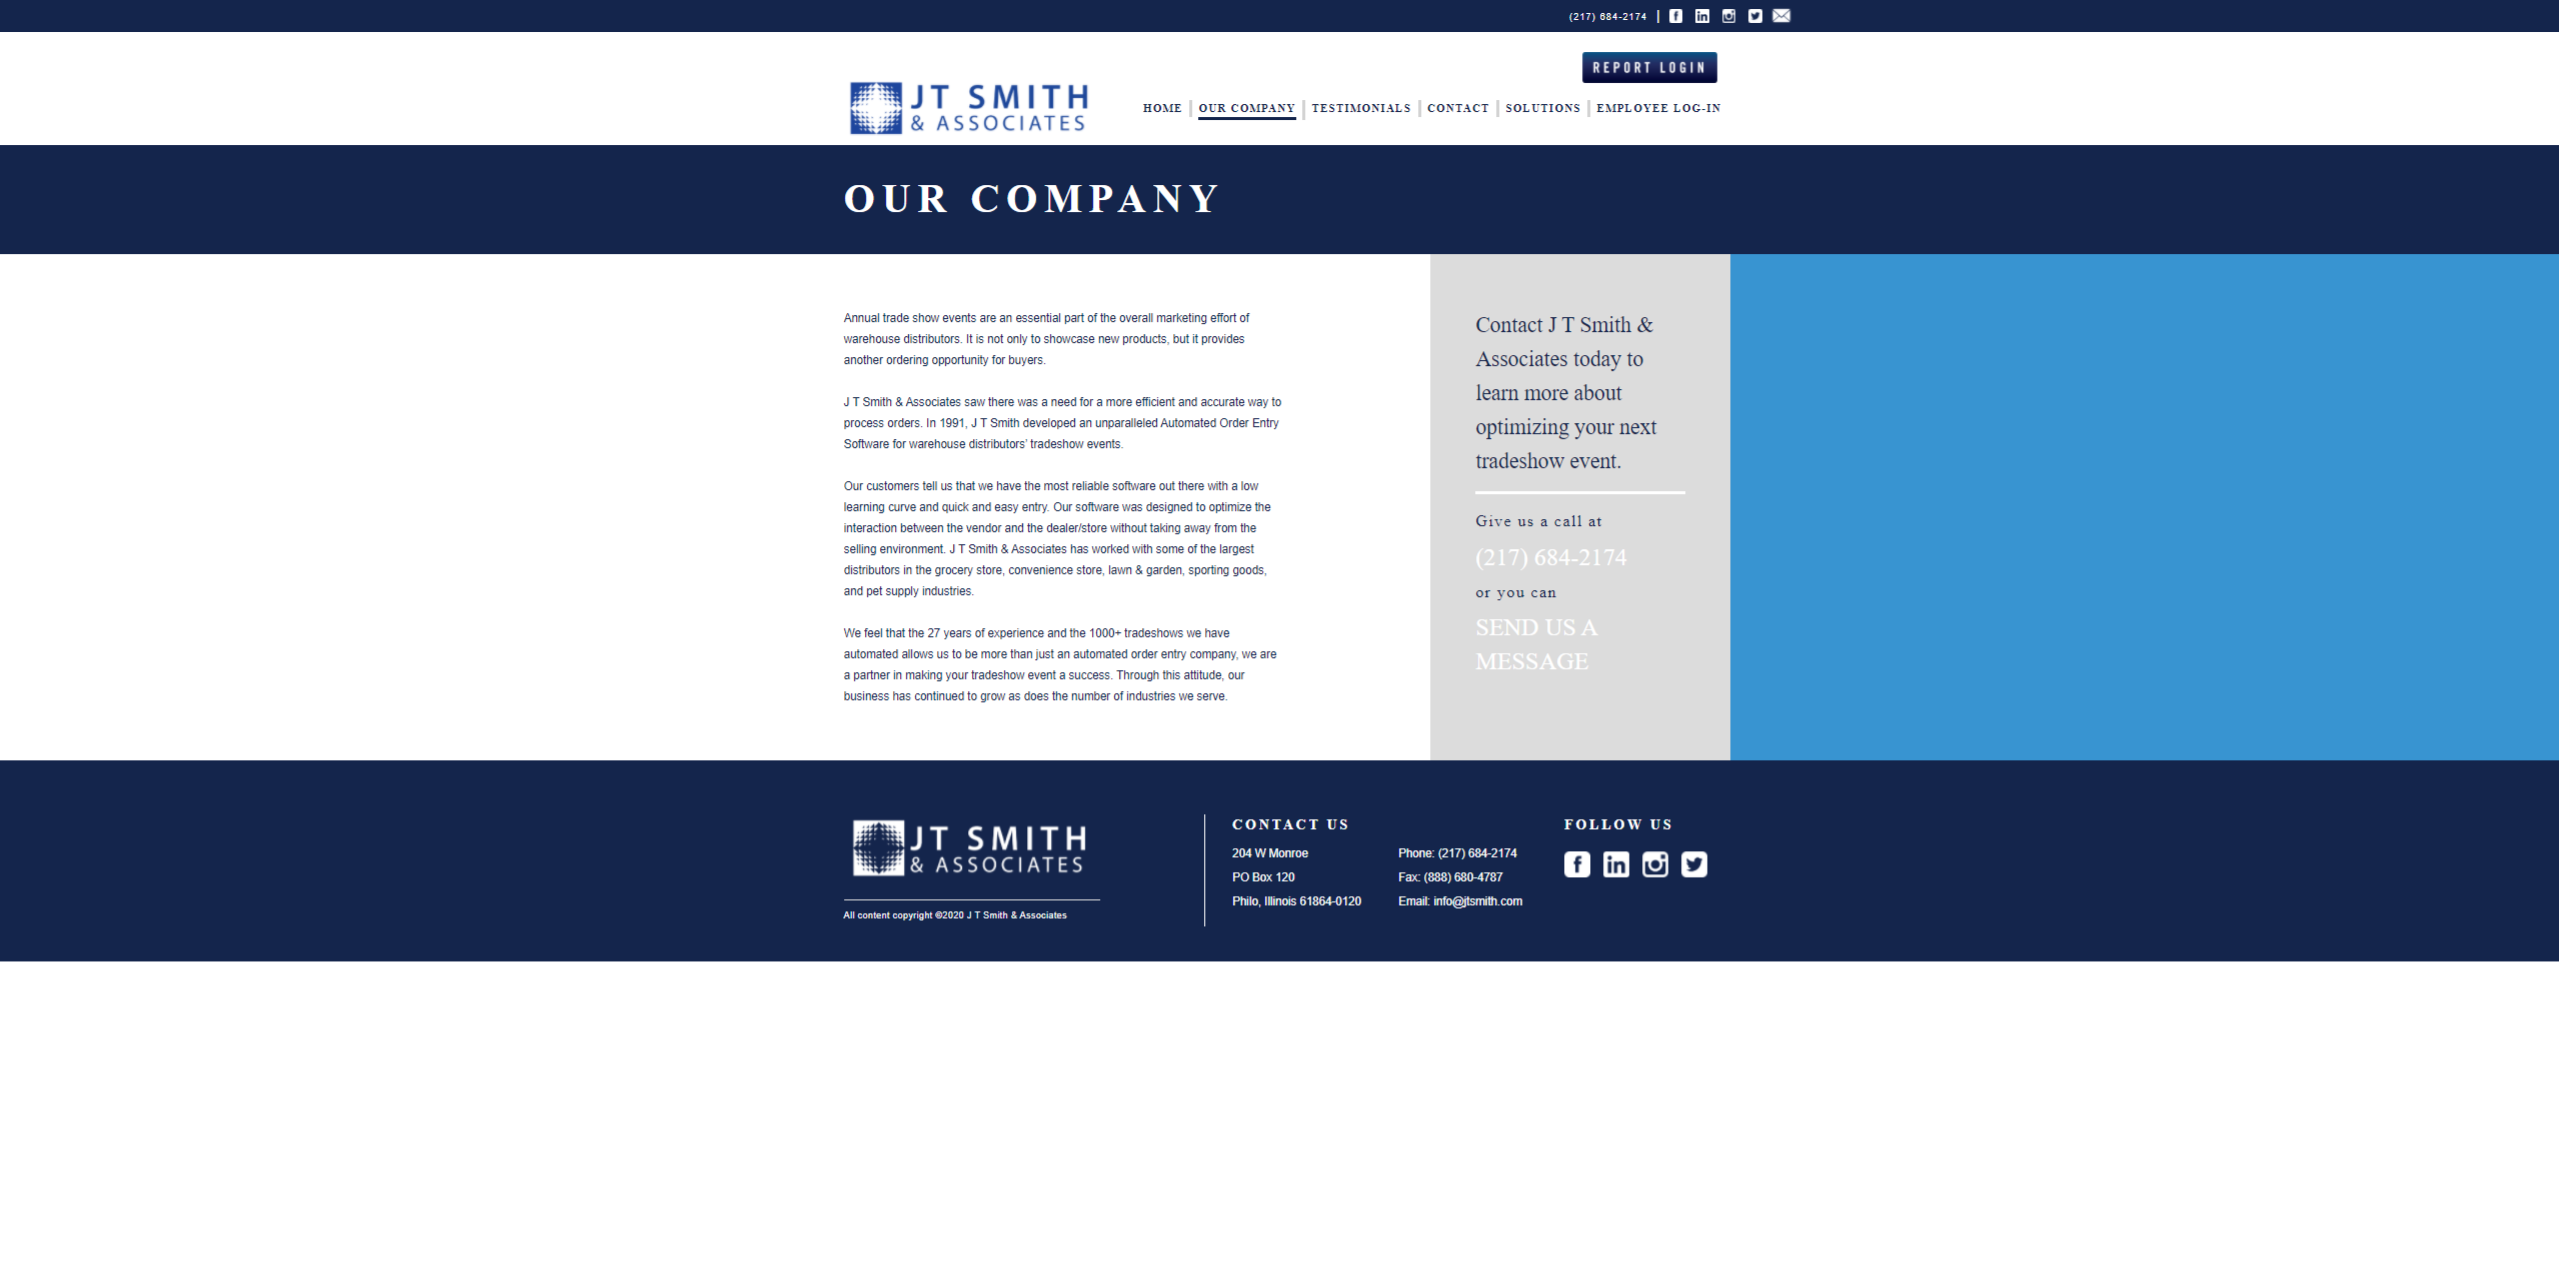 (217) 684-2174 |
REPORT LOGIN
JT SMITH
& ASSOCIATES
HOME OUR COMPANY TESTIMONIALS CONTACT SOLUTIONS EMPLOYEE LOG-IN
OUR COMPANY
Annual trade show events are an essential part of the overall marketing effort of
warehouse distributors. It is not only to showcase new products, but it provides
another ordering opportunity for buyers.
J T Smith & Associates saw there was a need for a more efficient and accurate way to
process orders. In 1991, J T Smith developed an unparalleled Automated Order Entry
Software for warehouse distributors’ tradeshow events.
Our customers tell us that we have the most reliable software out there with a low
learning curve and quick and easy entry. Our software was designed to optimize the
interaction between the vendor and the dealer/store without taking away from the
selling environment. J T Smith & Associates has worked with some of the largest
distributors in the grocery store, convenience store, lawn & garden, sporting goods,
and pet supply industries.
We feel that the 27 years of experience and the 1000+ tradeshows we have
automated allows us to be more than just an automated order entry company, we are
a partner in making your tradeshow event a success. Through this attitude, our
business has continued to grow as does the number of industries we serve.
Contact J T Smith &
Associates today to
learn more about
optimizing your next
tradeshow event.
Give us a call at
(217) 684-2174
or you can
SEND US A
MESSAGE
JT SMITH
& ASSOCIATES
All content copyright ©2020 J T Smith & Associates
CONTACT US
204 W Monroe
PO Box 120
Philo, Illinois 61864-0120
Phone: (217) 684-2174
Fax: (888) 680-4787
Email: info@jtsmith.com
FOLLOW US